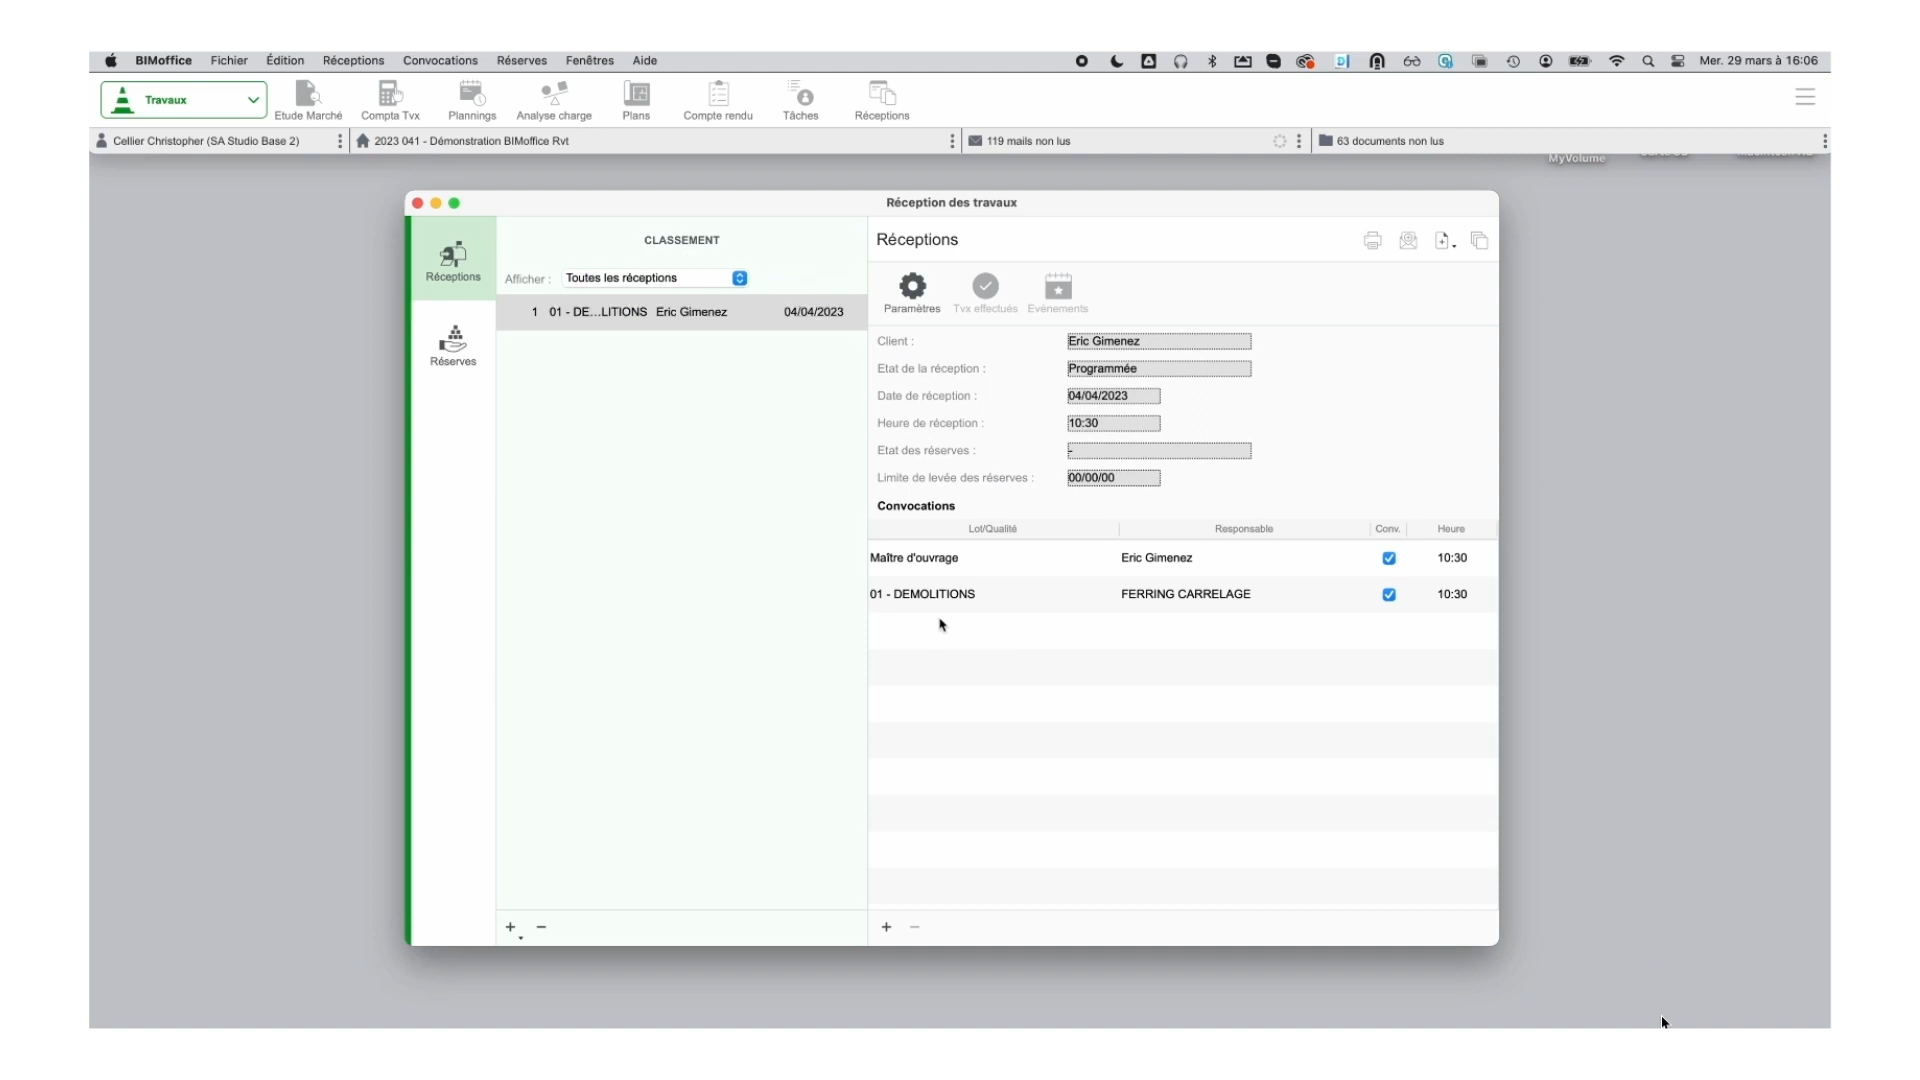 BIMoffice Fichier Édition Réceptions Convocations Réserves Fenêtres Aide Mer. 29 mars à 16:06
Travaux
Etude Marché Compta Tvx Plannings Analyse charge Plans Compte rendu Tâches Réceptions
Cellier Christopher (SA Studio Base 2) 2023 041 - Démonstration BIMoffice Rvt 119 mails non lus 63 documents non lus
MyVolume
Réception des travaux
Réceptions
Réserves
CLASSEMENT
Afficher : Toutes les réceptions
1 01 - DE...LITIONS Eric Gimenez 04/04/2023
Réceptions
Paramètres Tvx effectués Evénements
Client : Eric Gimenez
Etat de la réception : Programmée
Date de réception : 04/04/2023
Heure de réception : 10:30
Etat des réserves : -
Limite de levée des réserves : 00/00/00
Convocations
Lot/Qualité Responsable Conv. Heure
Maître d'ouvrage Eric Gimenez 10:30
01 - DEMOLITIONS FERRING CARRELAGE 10:30